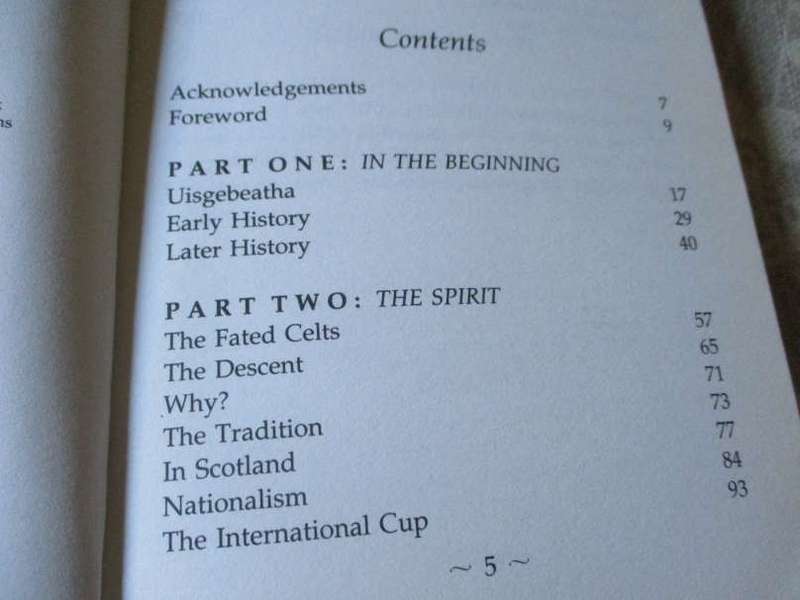 Contents
Acknowledgements 7
Foreword 9
PART ONE: IN THE BEGINNING
Uisgebeatha 17
Early History 29
Later History 40
PART TWO: THE SPIRIT
The Fated Celts 57
The Descent 65
Why? 71
The Tradition 73
In Scotland 77
Nationalism 84
The International Cup 93
~ 5 ~